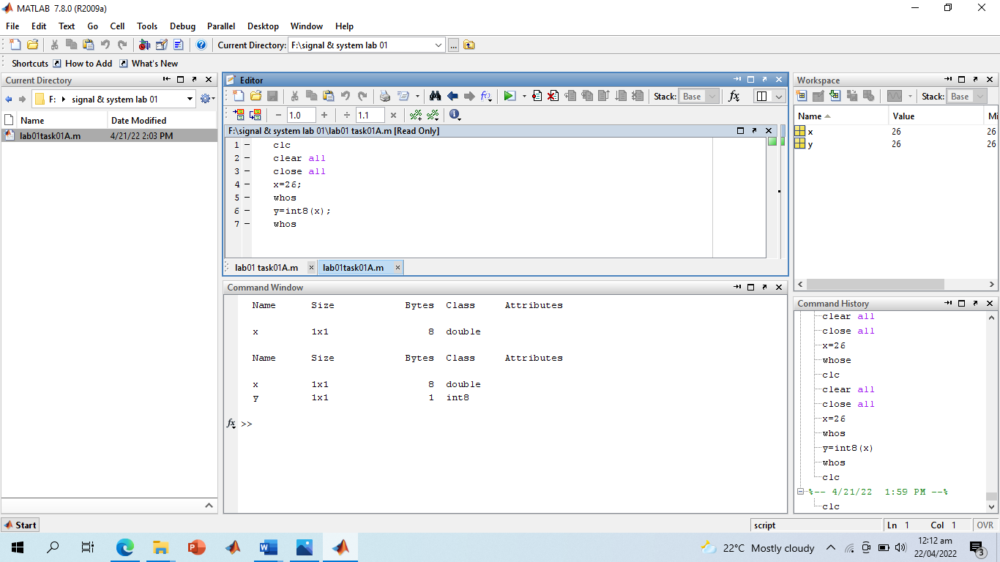 MATLAB 7.8.0 (R2009a)
File Edit Text Go Cell Tools Debug Parallel Desktop Window Help
Current Directory: F:\signal & system lab 01 ...
Shortcuts How to Add What's New
Current Directory
F: signal & system lab 01
Name Date Modified
lab01task01A.m 4/21/22 2:03 PM
Editor
Stack: Base
1.0 1.1
F:\signal & system lab 01\lab01 task01A.m [Read Only]
1 clc
2 clear all
3 close all
4 x=26;
5 whos
6 y=int8(x);
7 whos
lab01 task01A.m lab01task01A.m
Command Window
Name Size Bytes Class Attributes
x 1x1 8 double
Name Size Bytes Class Attributes
x 1x1 8 double
y 1x1 1 int8
fx >>
Workspace
Stack: Base
Name Value Mi
x 26 26
y 26 26
Command History
clear all
close all
x=26
whose
clc
clear all
close all
x=26
whos
y=int8(x)
whos
clc
%-- 4/21/22 1:59 PM --%
clc
Start
script Ln 1 Col 1 OVR
22°C Mostly cloudy
12:12 am
22/04/2022
3